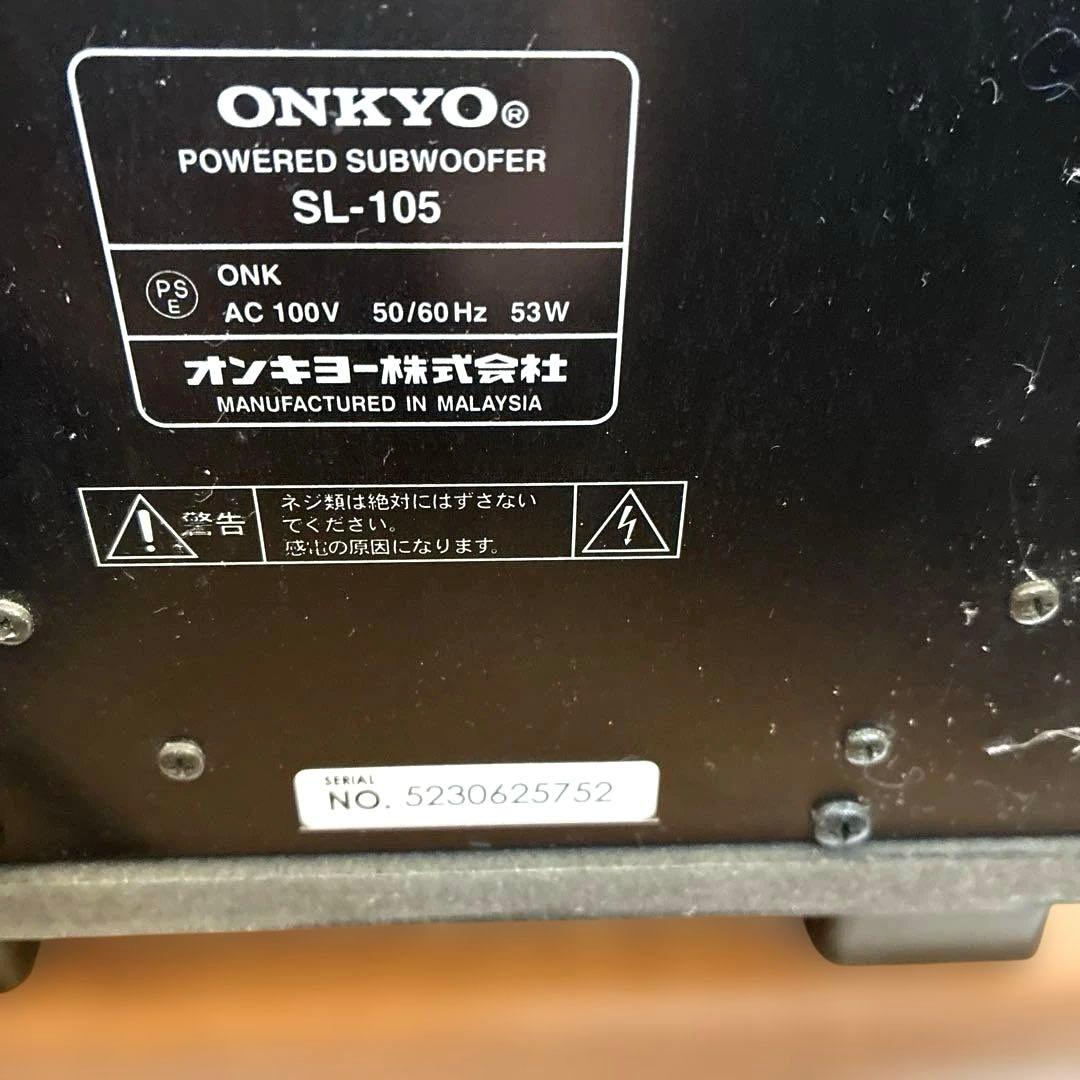 ONKYO®
POWERED SUBWOOFER
SL-105
PS
E
ONK
AC 100V 50/60Hz 53W
オンキヨー株式会社
MANUFACTURED IN MALAYSIA
警告
ネジ類は絶対にはずさない
でください。
感電の原因になります。
SERIAL
NO. 5230625752